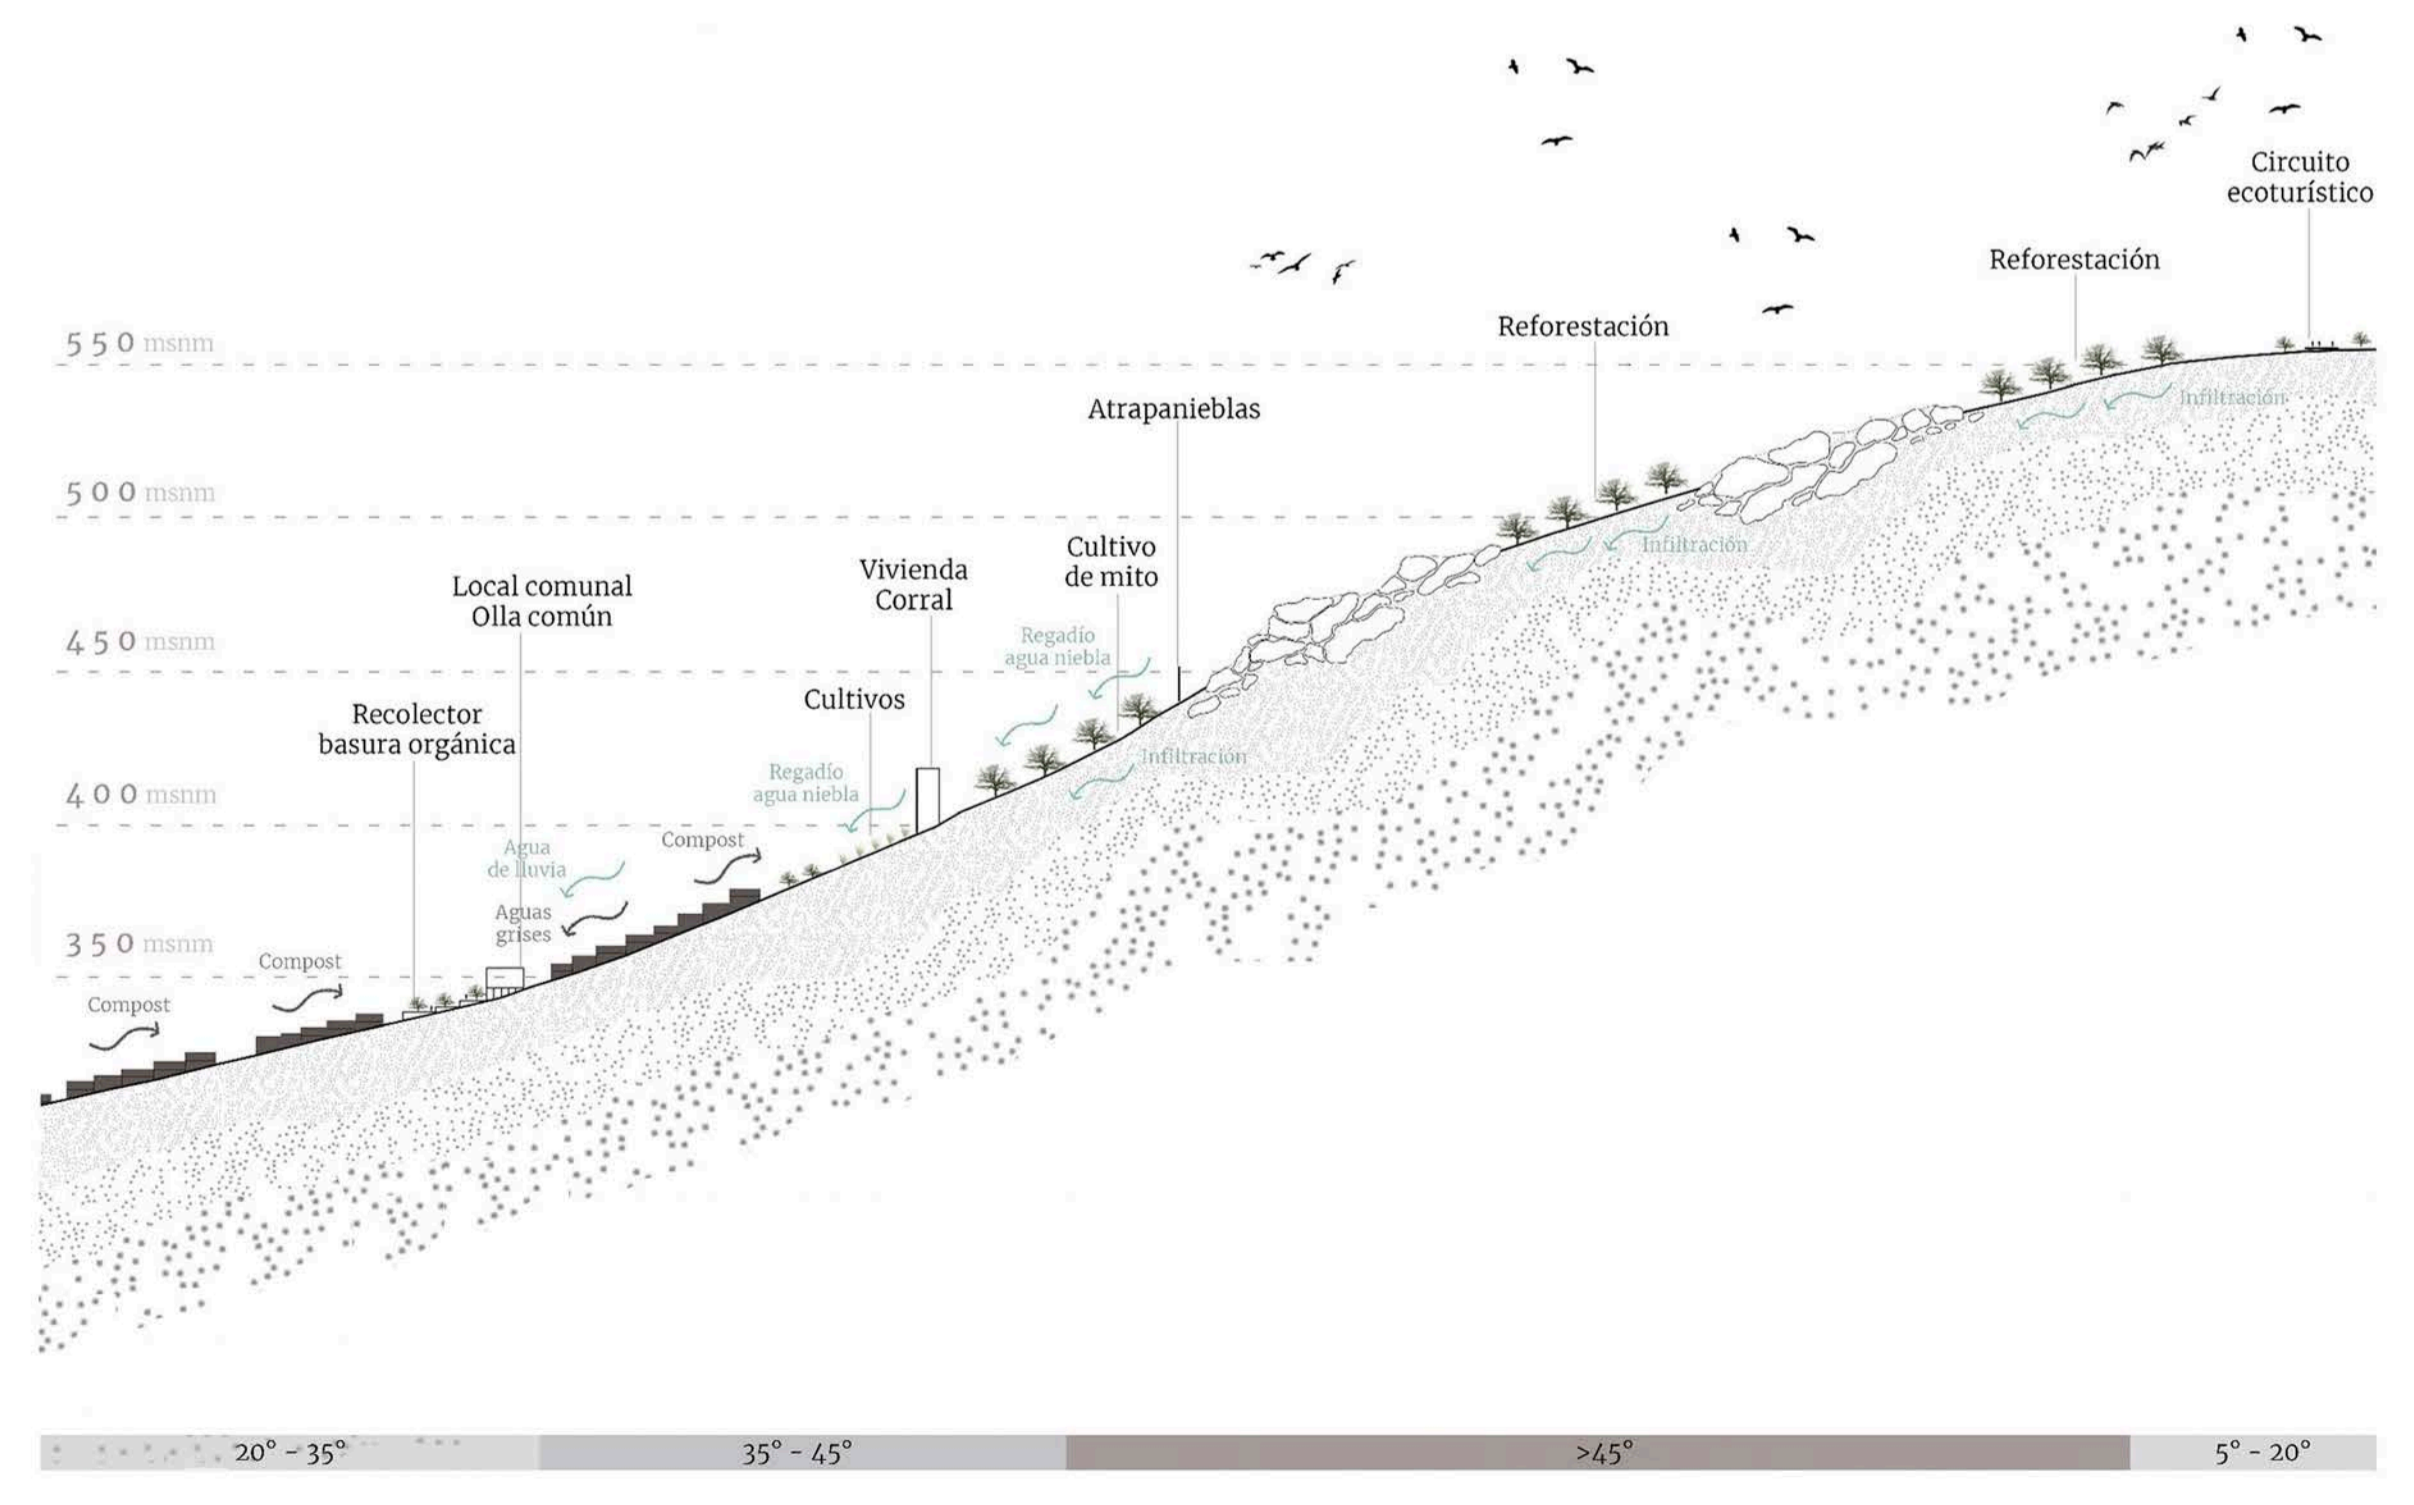 Circuito
ecoturístico
Reforestación
Reforestación
550 msnm
Infiltración
Atrapanieblas
500 msnm
Infiltración
Cultivo
de mito
Vivienda
Corral
Local comunal
Olla común
450 msnm
Regadío
agua niebla
Cultivos
Recolector
basura orgánica
Infiltración
Regadío
agua niebla
400 msnm
Compost
Agua
de lluvia
Aguas
grises
350 msnm
Compost
Compost
20° - 35°
35° - 45°
>45°
5° - 20°